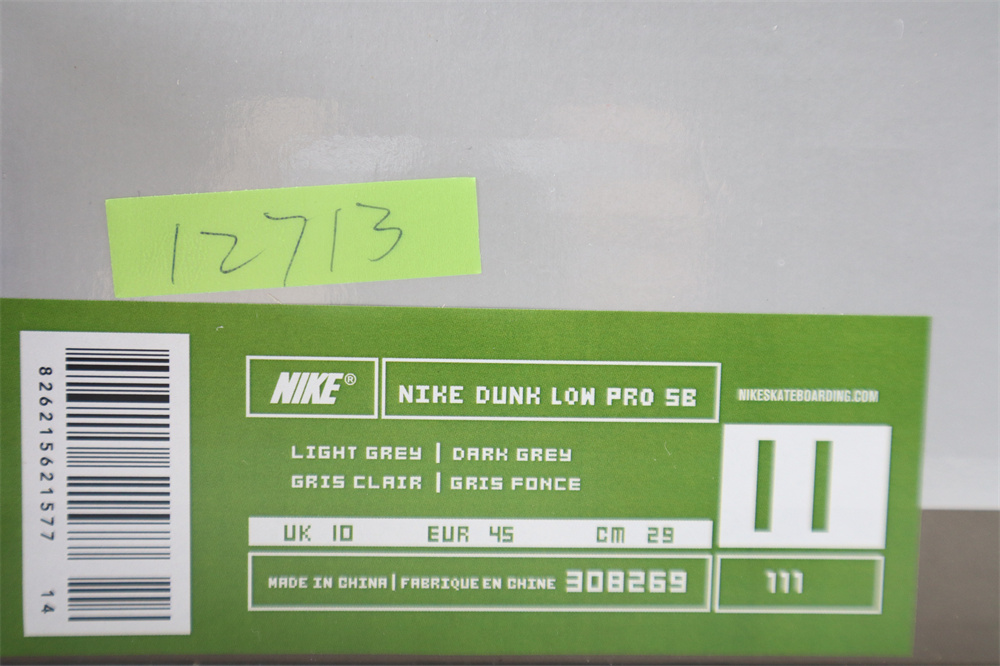 12713
NIKE® NIKE DUNK LOW PRO SB NIKESKATEBOARDING.COM
LIGHT GREY | DARK GREY
GRIS CLAIR | GRIS FONCE
11
UK 10 EUR 45 CM 29
MADE IN CHINA | FABRIQUE EN CHINE 308269 111
82621562157７ 14